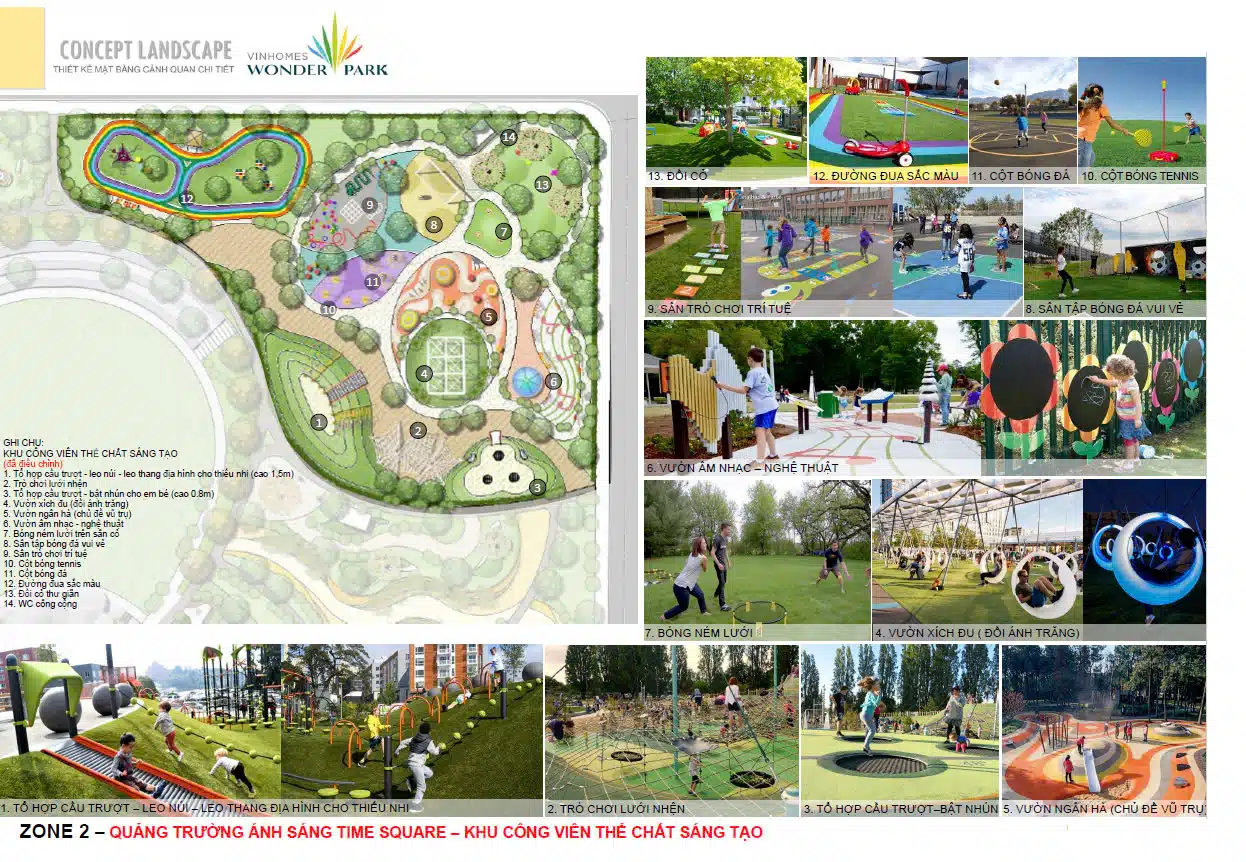 CONCEPT LANDSCAPE
THIẾT KẾ MẶT BẰNG CẢNH QUAN CHI TIẾT
VINHOMES
WONDER PARK
13. ĐỒI CỎ
12. ĐƯỜNG ĐUA SẮC MÀU
11. CỘT BÓNG ĐÁ
10. CỘT BÓNG TENNIS
14
13
12
9
8
7
11
10
5
4
6
1
2
3
9. SÂN TRÒ CHƠI TRÍ TUỆ
8. SÂN TẬP BÓNG ĐÁ VUI VẺ
6. VƯỜN ÂM NHẠC – NGHỆ THUẬT
GHI CHÚ:
KHU CÔNG VIÊN THỂ CHẤT SÁNG TẠO
(đã điều chỉnh)
1. Tổ hợp cầu trượt - leo núi - leo thang địa hình cho thiếu nhi (cao 1,5m)
2. Trò chơi lưới nhện
3. Tổ hợp cầu trượt - bật nhún cho em bé (cao 0.8m)
4. Vườn xích đu (đồi ánh trăng)
5. Vườn ngân hà (chủ đề vũ trụ)
6. Vườn âm nhạc - nghệ thuật
7. Bóng ném lưới trên sân cỏ
8. Sân tập bóng đá vui vẻ
9. Sân trò chơi trí tuệ
10. Cột bóng tennis
11. Cột bóng đá
12. Đường đua sắc màu
13. Đồi cỏ thư giãn
14. WC công cộng
7. BÓNG NÉM LƯỚI
4. VƯỜN XÍCH ĐU ( ĐỒI ÁNH TRĂNG)
1. TỔ HỢP CẦU TRƯỢT – LEO NÚI – LEO THANG ĐỊA HÌNH CHO THIẾU NHI
2. TRÒ CHƠI LƯỚI NHỆN
3. TỔ HỢP CẦU TRƯỢT–BẬT NHÚN
5. VƯỜN NGÂN HÀ (CHỦ ĐỀ VŨ TRỤ
ZONE 2 – QUẢNG TRƯỜNG ÁNH SÁNG TIME SQUARE – KHU CÔNG VIÊN THỂ CHẤT SÁNG TẠO